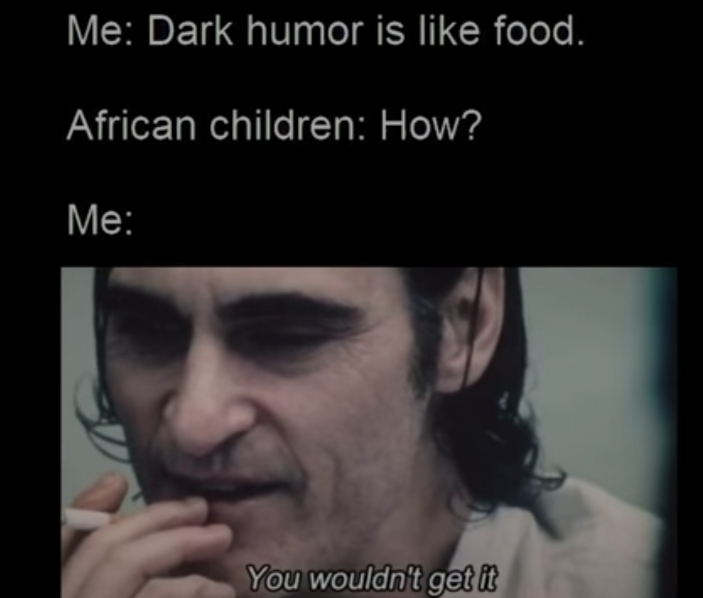 Me: Dark humor is like food.
African children: How?
Me:
You wouldn't get it